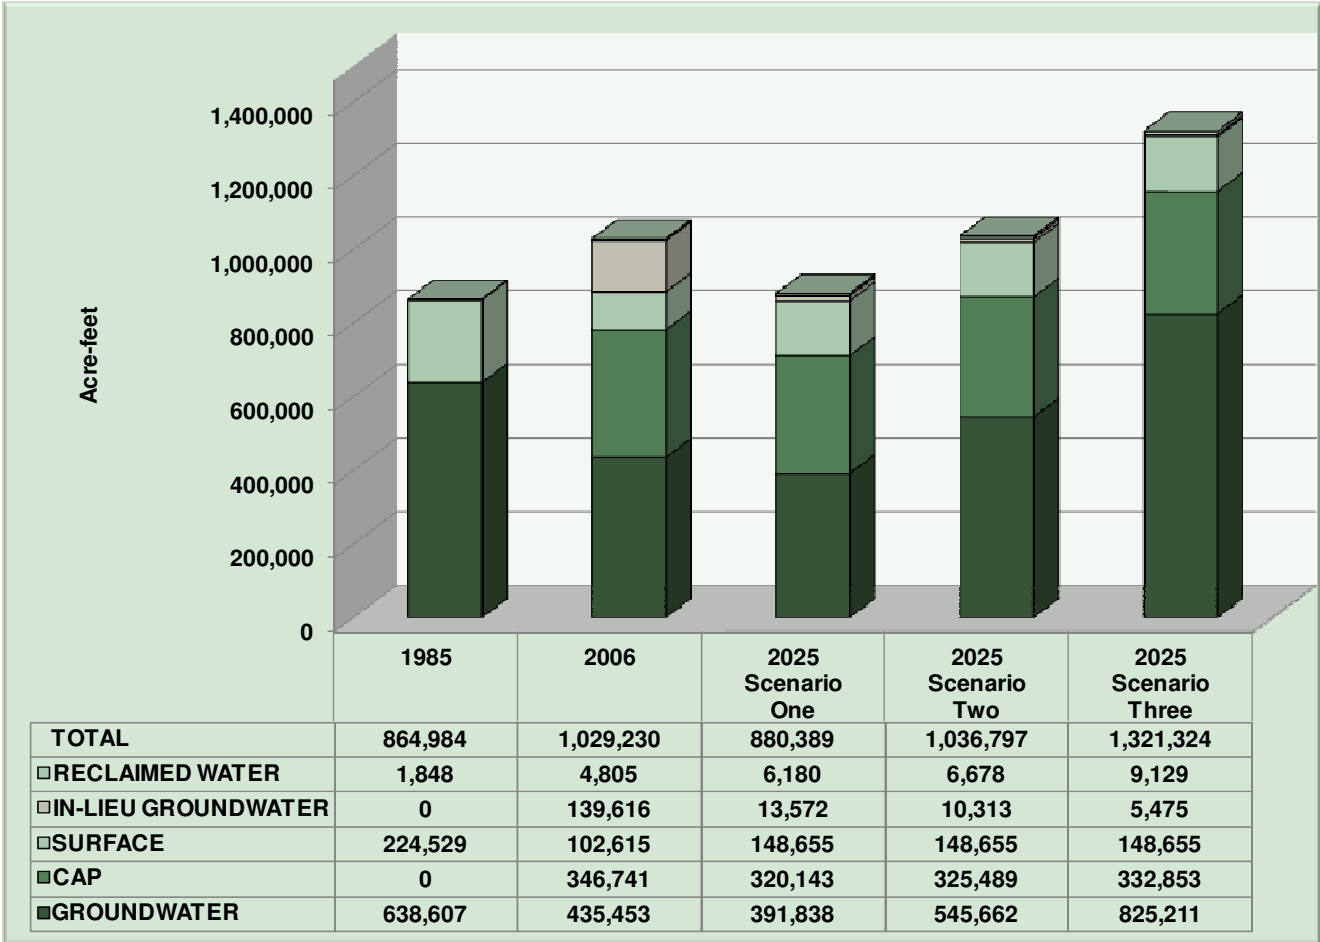 1,400,000
1,200,000
1,000,000
800,000
600,000
400,000
200,000
0
Acre-feet
1985 2006 2025 2025 2025
Scenario Scenario Scenario
One Two Three
TOTAL 864,984 1,029,230 880,389 1,036,797 1,321,324
RECLAIMED WATER 1,848 4,805 6,180 6,678 9,129
IN-LIEU GROUNDWATER 0 139,616 13,572 10,313 5,475
SURFACE 224,529 102,615 148,655 148,655 148,655
CAP 0 346,741 320,143 325,489 332,853
GROUNDWATER 638,607 435,453 391,838 545,662 825,211